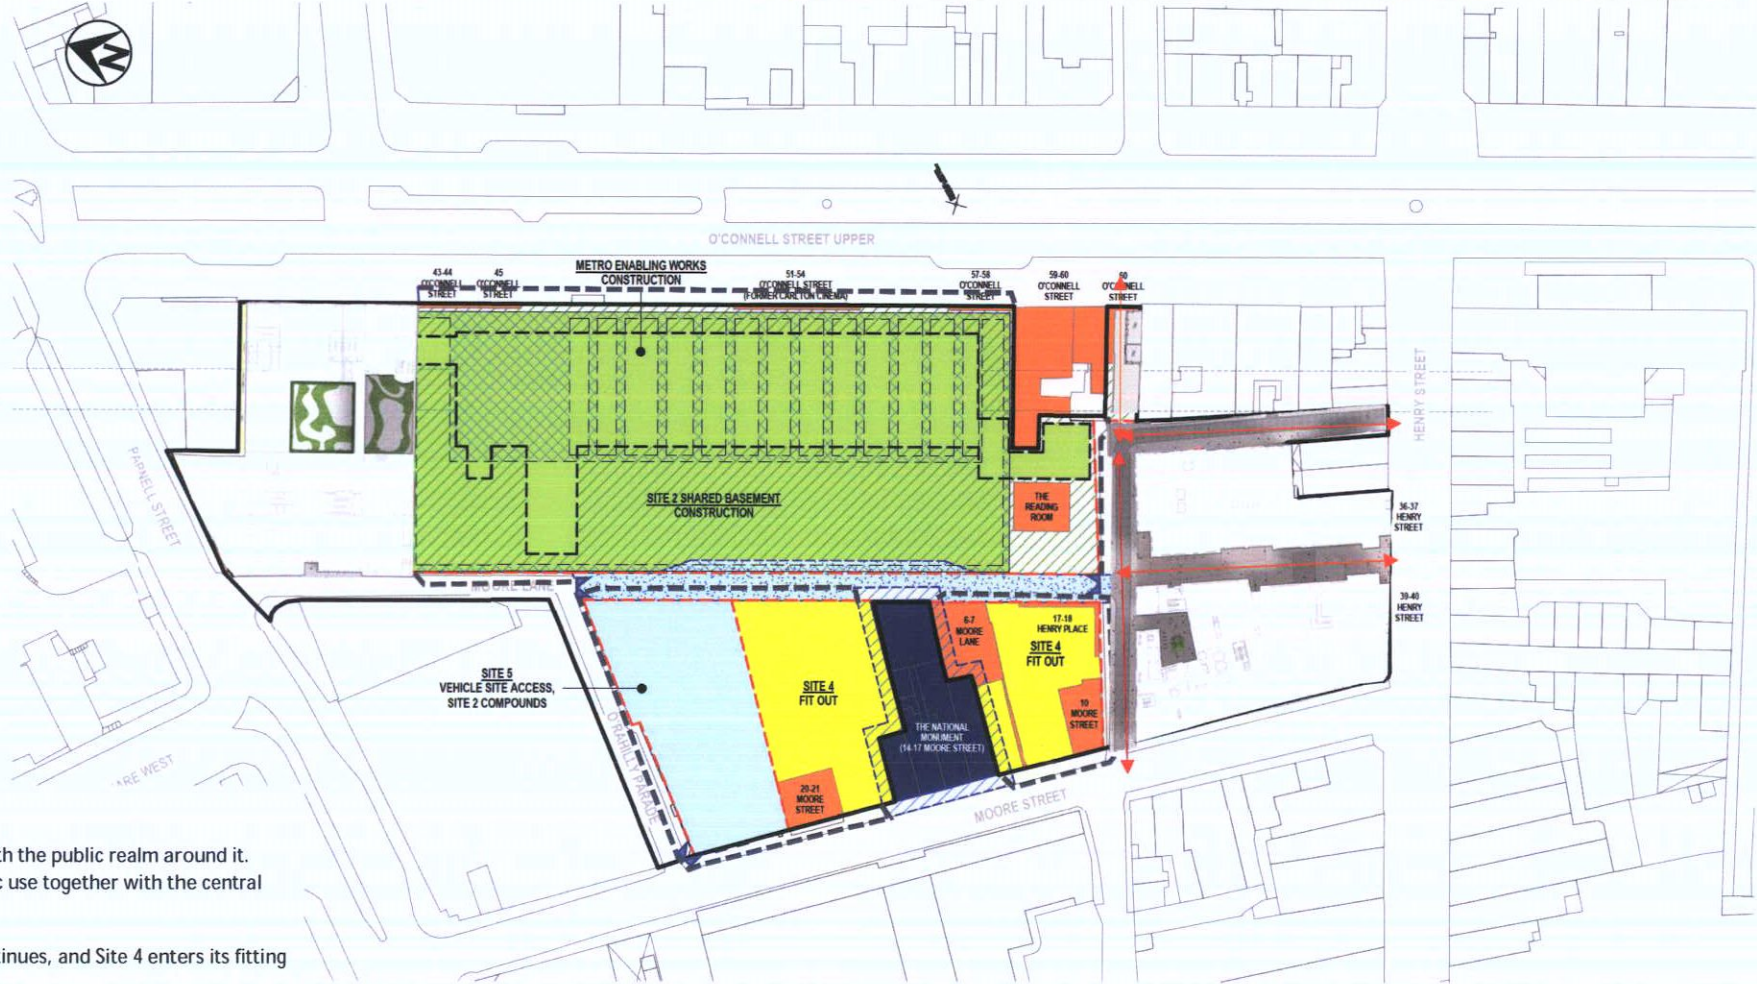 N
O'CONNELL STREET UPPER
METRO ENABLING WORKS
CONSTRUCTION
43-44
O'CONNELL
STREET
45
O'CONNELL
STREET
51-54
O'CONNELL STREET
(FORMER CARLTON CINEMA)
57-58
O'CONNELL
STREET
59-60
O'CONNELL
STREET
60
O'CONNELL
STREET
HENRY STREET
PARNELL STREET
SITE 2 SHARED BASEMENT
CONSTRUCTION
THE
READING
ROOM
36-37
HENRY
STREET
MOORE LANE
39-40
HENRY
STREET
6-7
MOORE
LANE
17-18
HENRY PLACE
SITE 4
FIT OUT
SITE 5
VEHICLE SITE ACCESS,
SITE 2 COMPOUNDS
SITE 4
FIT OUT
10
MOORE
STREET
THE NATIONAL
MONUMENT
(14-17 MOORE STREET)
O'RAHILLY PARADE
20-21
MOORE
STREET
MOORE STREET
ARE WEST
th the public realm around it.
c use together with the central
tinues, and Site 4 enters its fitting